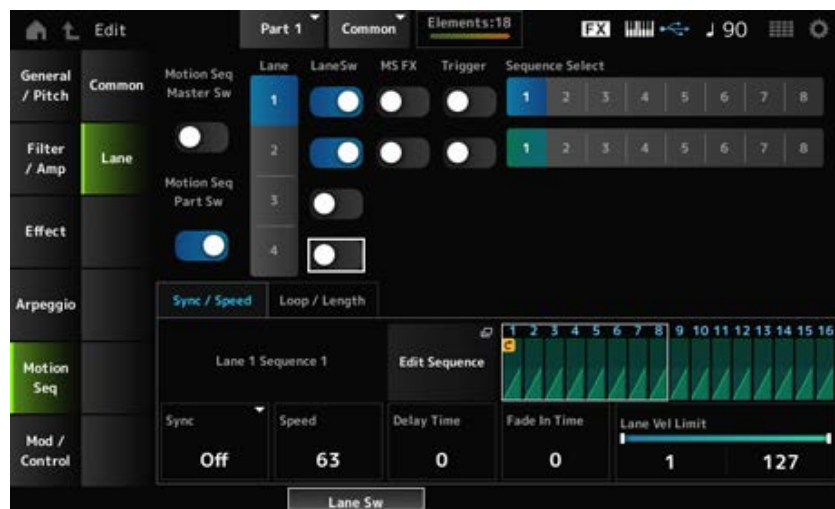 Edit
Part 1
Common
Elements:18
FX
90
General
/ Pitch
Filter
/ Amp
Effect
Arpeggio
Motion
Seq
Mod /
Control
Common
Lane
Motion Seq
Master Sw
Motion Seq
Part Sw
Lane LaneSw MS FX Trigger Sequence Select
1 1 2 3 4 5 6 7 8
2 1 2 3 4 5 6 7 8
3
4
Sync / Speed Loop / Length
Lane 1 Sequence 1
Edit Sequence
1 2 3 4 5 6 7 8 9 10 11 12 13 14 15 16
C
Sync Speed Delay Time Fade In Time Lane Vel Limit
Off 63 0 0 1 127
Lane Sw